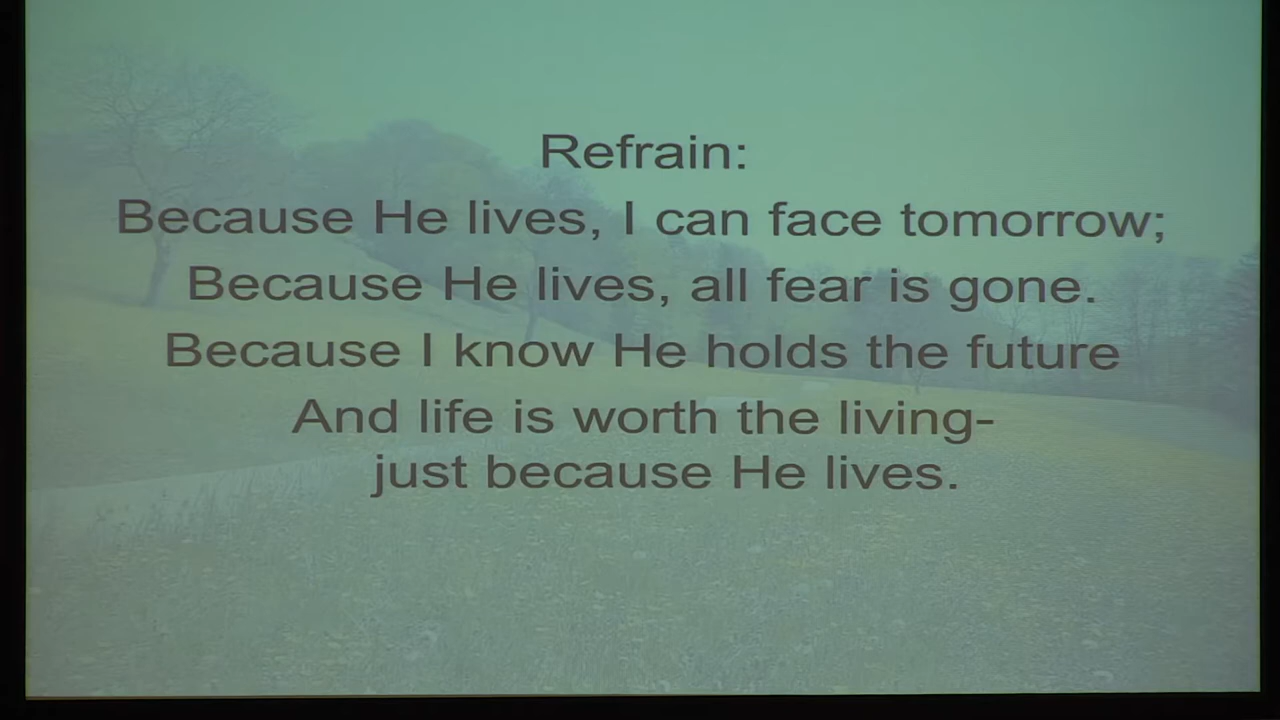 Refrain:
Because He lives, I can face tomorrow;
Because He lives, all fear is gone.
Because I know He holds the future
And life is worth the living-
just because He lives.